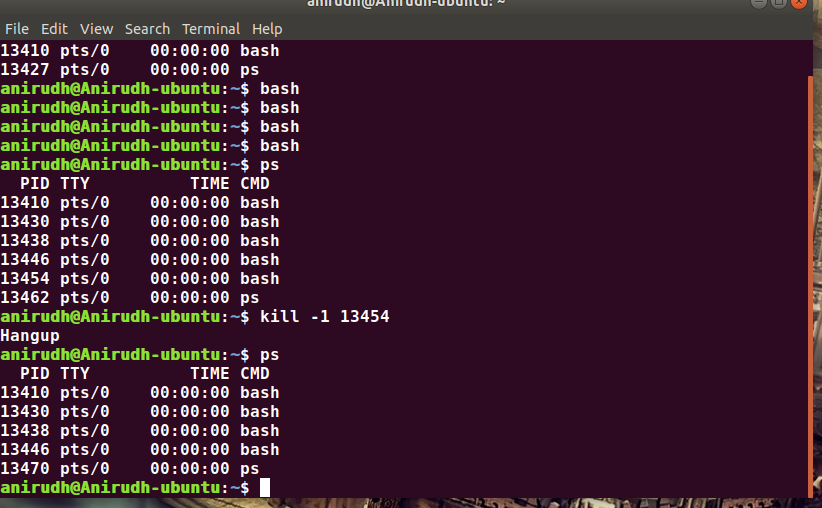 anirudh@Anirudh-ubuntu: ~
File Edit View Search Terminal Help
13410 pts/0    00:00:00 bash
13427 pts/0    00:00:00 ps
anirudh@Anirudh-ubuntu:~$ bash
anirudh@Anirudh-ubuntu:~$ bash
anirudh@Anirudh-ubuntu:~$ bash
anirudh@Anirudh-ubuntu:~$ bash
anirudh@Anirudh-ubuntu:~$ ps
  PID TTY          TIME CMD
13410 pts/0    00:00:00 bash
13430 pts/0    00:00:00 bash
13438 pts/0    00:00:00 bash
13446 pts/0    00:00:00 bash
13454 pts/0    00:00:00 bash
13462 pts/0    00:00:00 ps
anirudh@Anirudh-ubuntu:~$ kill -1 13454
Hangup
anirudh@Anirudh-ubuntu:~$ ps
  PID TTY          TIME CMD
13410 pts/0    00:00:00 bash
13430 pts/0    00:00:00 bash
13438 pts/0    00:00:00 bash
13446 pts/0    00:00:00 bash
13470 pts/0    00:00:00 ps
anirudh@Anirudh-ubuntu:~$